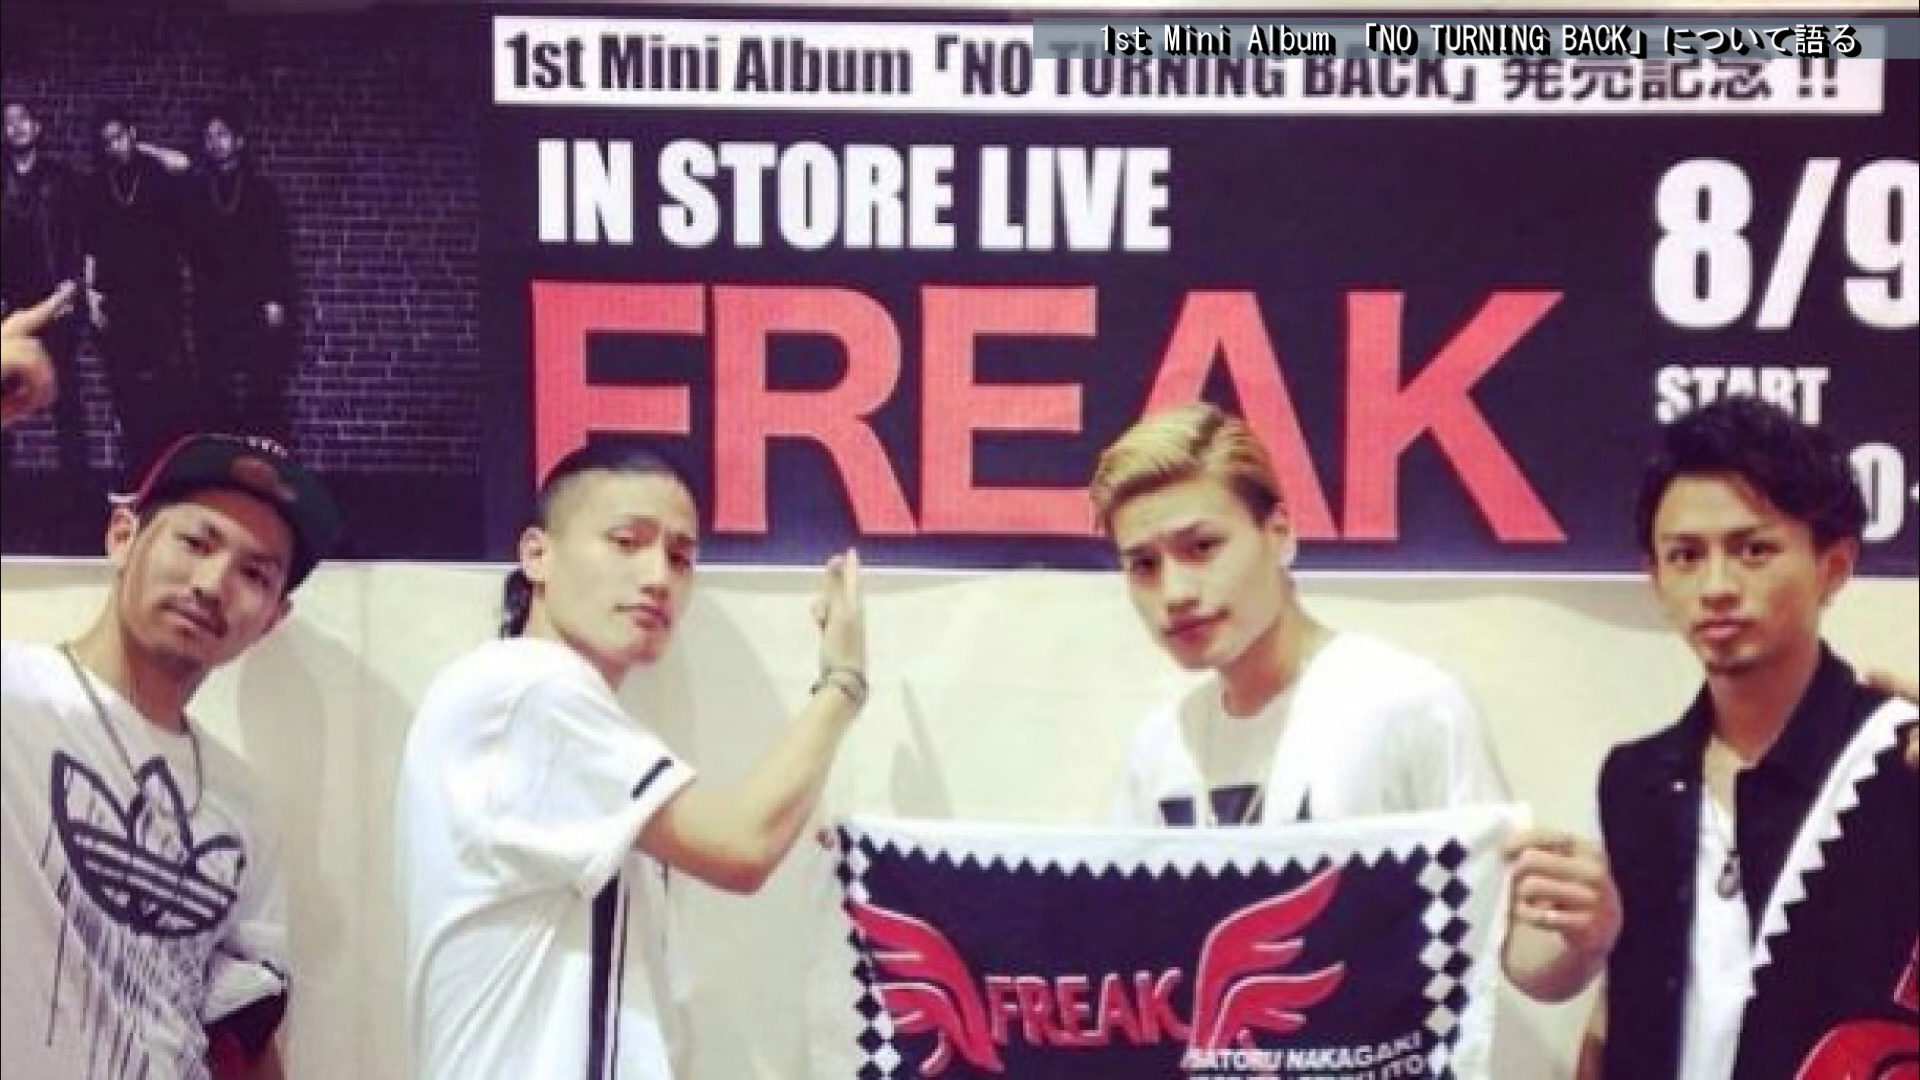 1st Mini Album 「NO TURNING BACK」について語る
1st Mini Album 「NO TURNING BACK」発売記念!!
IN STORE LIVE
8/9
FREAK
START
FREAK
SATORU NAKAGAKI